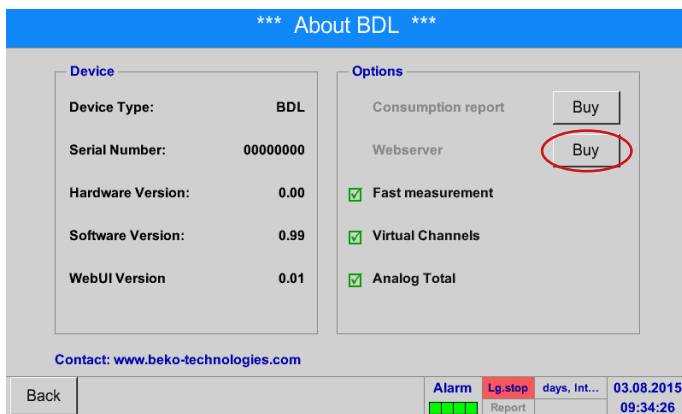 *** About BDL ***
Device
Device Type: BDL
Serial Number: 00000000
Hardware Version: 0.00
Software Version: 0.99
WebUI Version 0.01
Options
Consumption report Buy
Webserver Buy
Fast measurement
Virtual Channels
Analog Total
Contact: www.beko-technologies.com
Back
Alarm
Lg.stop
Report
days, Int...
03.08.2015
09:34:26